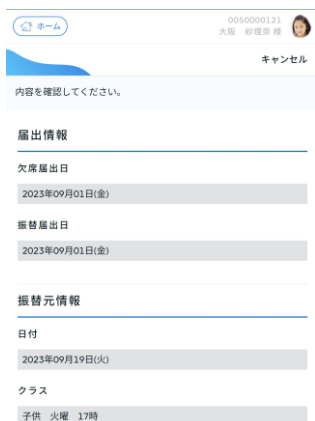 ホーム
0050000121
大阪 紗理奈 様
キャンセル
内容を確認してください。
届出情報
欠席届出日
2023年09月01日(金)
振替届出日
2023年09月01日(金)
振替元情報
日付
2023年09月19日(火)
クラス
子供 火曜 17時